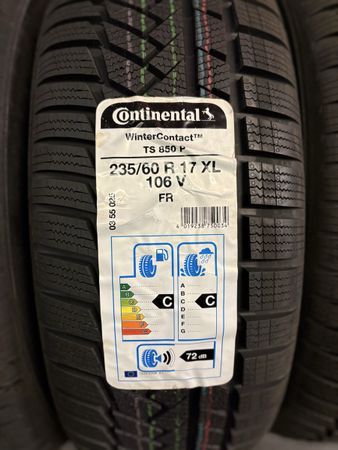 Continental
WinterContact™
TS 850 P
235/60 R 17 XL
106 V
FR
A
B
C
D
E
F
G
C
A
B
C
D
E
F
G
C
72 dB